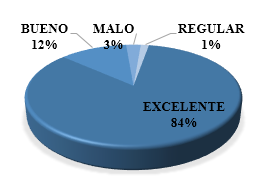 BUENO
12%
MALO
3%
REGULAR
1%
EXCELENTE
84%